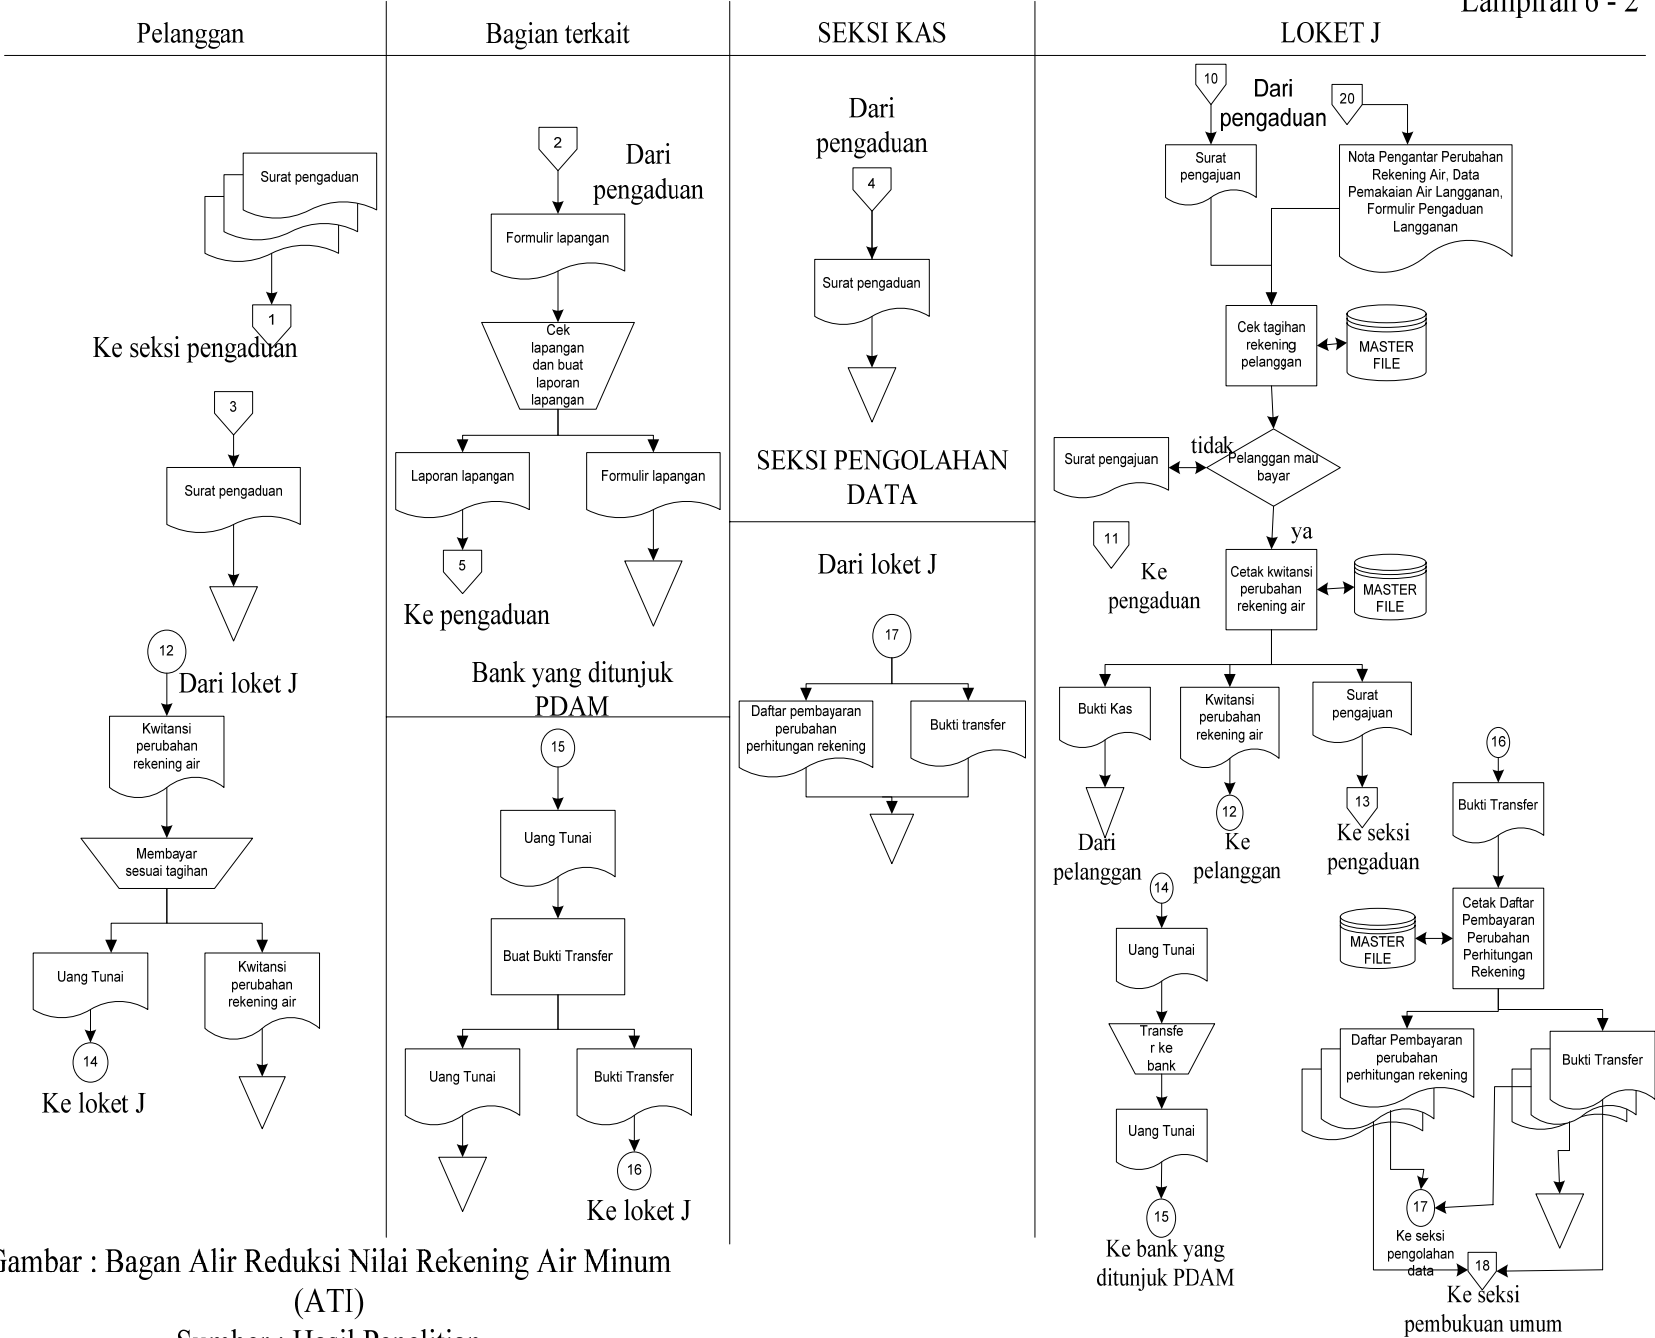 Lampiran 6 - 2
Pelanggan
Surat pengaduan
1
Ke seksi pengaduan
3
Surat pengaduan
12
Dari loket J
Kwitansi
perubahan
rekening air
Membayar
sesuai tagihan
Uang Tunai
Kwitansi
perubahan
rekening air
14
Ke loket J
Bagian terkait
2
Dari
pengaduan
Formulir lapangan
Cek
lapangan
dan buat
laporan
lapangan
Laporan lapangan
Formulir lapangan
5
Ke pengaduan
Bank yang ditunjuk
PDAM
15
Uang Tunai
Buat Bukti Transfer
Uang Tunai
Bukti Transfer
16
Ke loket J
SEKSI KAS
Dari
pengaduan
4
Surat pengaduan
SEKSI PENGOLAHAN
DATA
Dari loket J
17
Daftar pembayaran
perubahan
perhitungan rekening
Bukti transfer
LOKET J
10
Dari
pengaduan
20
Surat
pengajuan
Nota Pengantar Perubahan
Rekening Air, Data
Pemakaian Air Langganan,
Formulir Pengaduan
Langganan
Cek tagihan
rekening
pelanggan
MASTER
FILE
Surat pengajuan
tidak
Pelanggan mau
bayar
11
Ke
pengaduan
ya
Cetak kwitansi
perubahan
rekening air
MASTER
FILE
Bukti Kas
Kwitansi
perubahan
rekening air
Surat
pengajuan
12
Ke
pelanggan
13
Ke seksi
pengaduan
Dari
pelanggan
14
Uang Tunai
Transfe
r ke
bank
Uang Tunai
15
Ke bank yang
ditunjuk PDAM
16
Bukti Transfer
Cetak Daftar
Pembayaran
Perubahan
Perhitungan
Rekening
MASTER
FILE
Daftar Pembayaran
perubahan
perhitungan rekening
Bukti Transfer
17
Ke seksi
pengolahan
data
18
Ke seksi
pembukuan umum
Gambar : Bagan Alir Reduksi Nilai Rekening Air Minum
(ATI)
Sumber : Hasil Penelitian